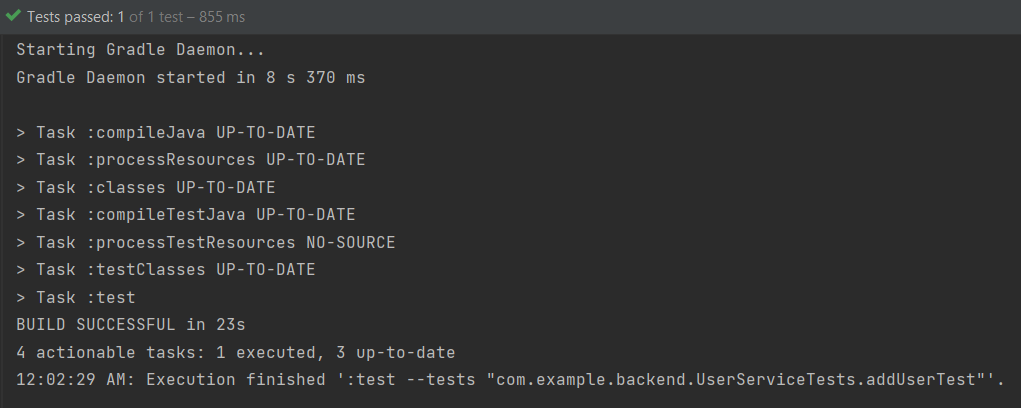 Tests passed: 1 of 1 test – 855 ms
Starting Gradle Daemon...
Gradle Daemon started in 8 s 370 ms
> Task :compileJava UP-TO-DATE
> Task :processResources UP-TO-DATE
> Task :classes UP-TO-DATE
> Task :compileTestJava UP-TO-DATE
> Task :processTestResources NO-SOURCE
> Task :testClasses UP-TO-DATE
> Task :test
BUILD SUCCESSFUL in 23s
4 actionable tasks: 1 executed, 3 up-to-date
12:02:29 AM: Execution finished ':test --tests "com.example.backend.UserServiceTests.addUserTest"'.